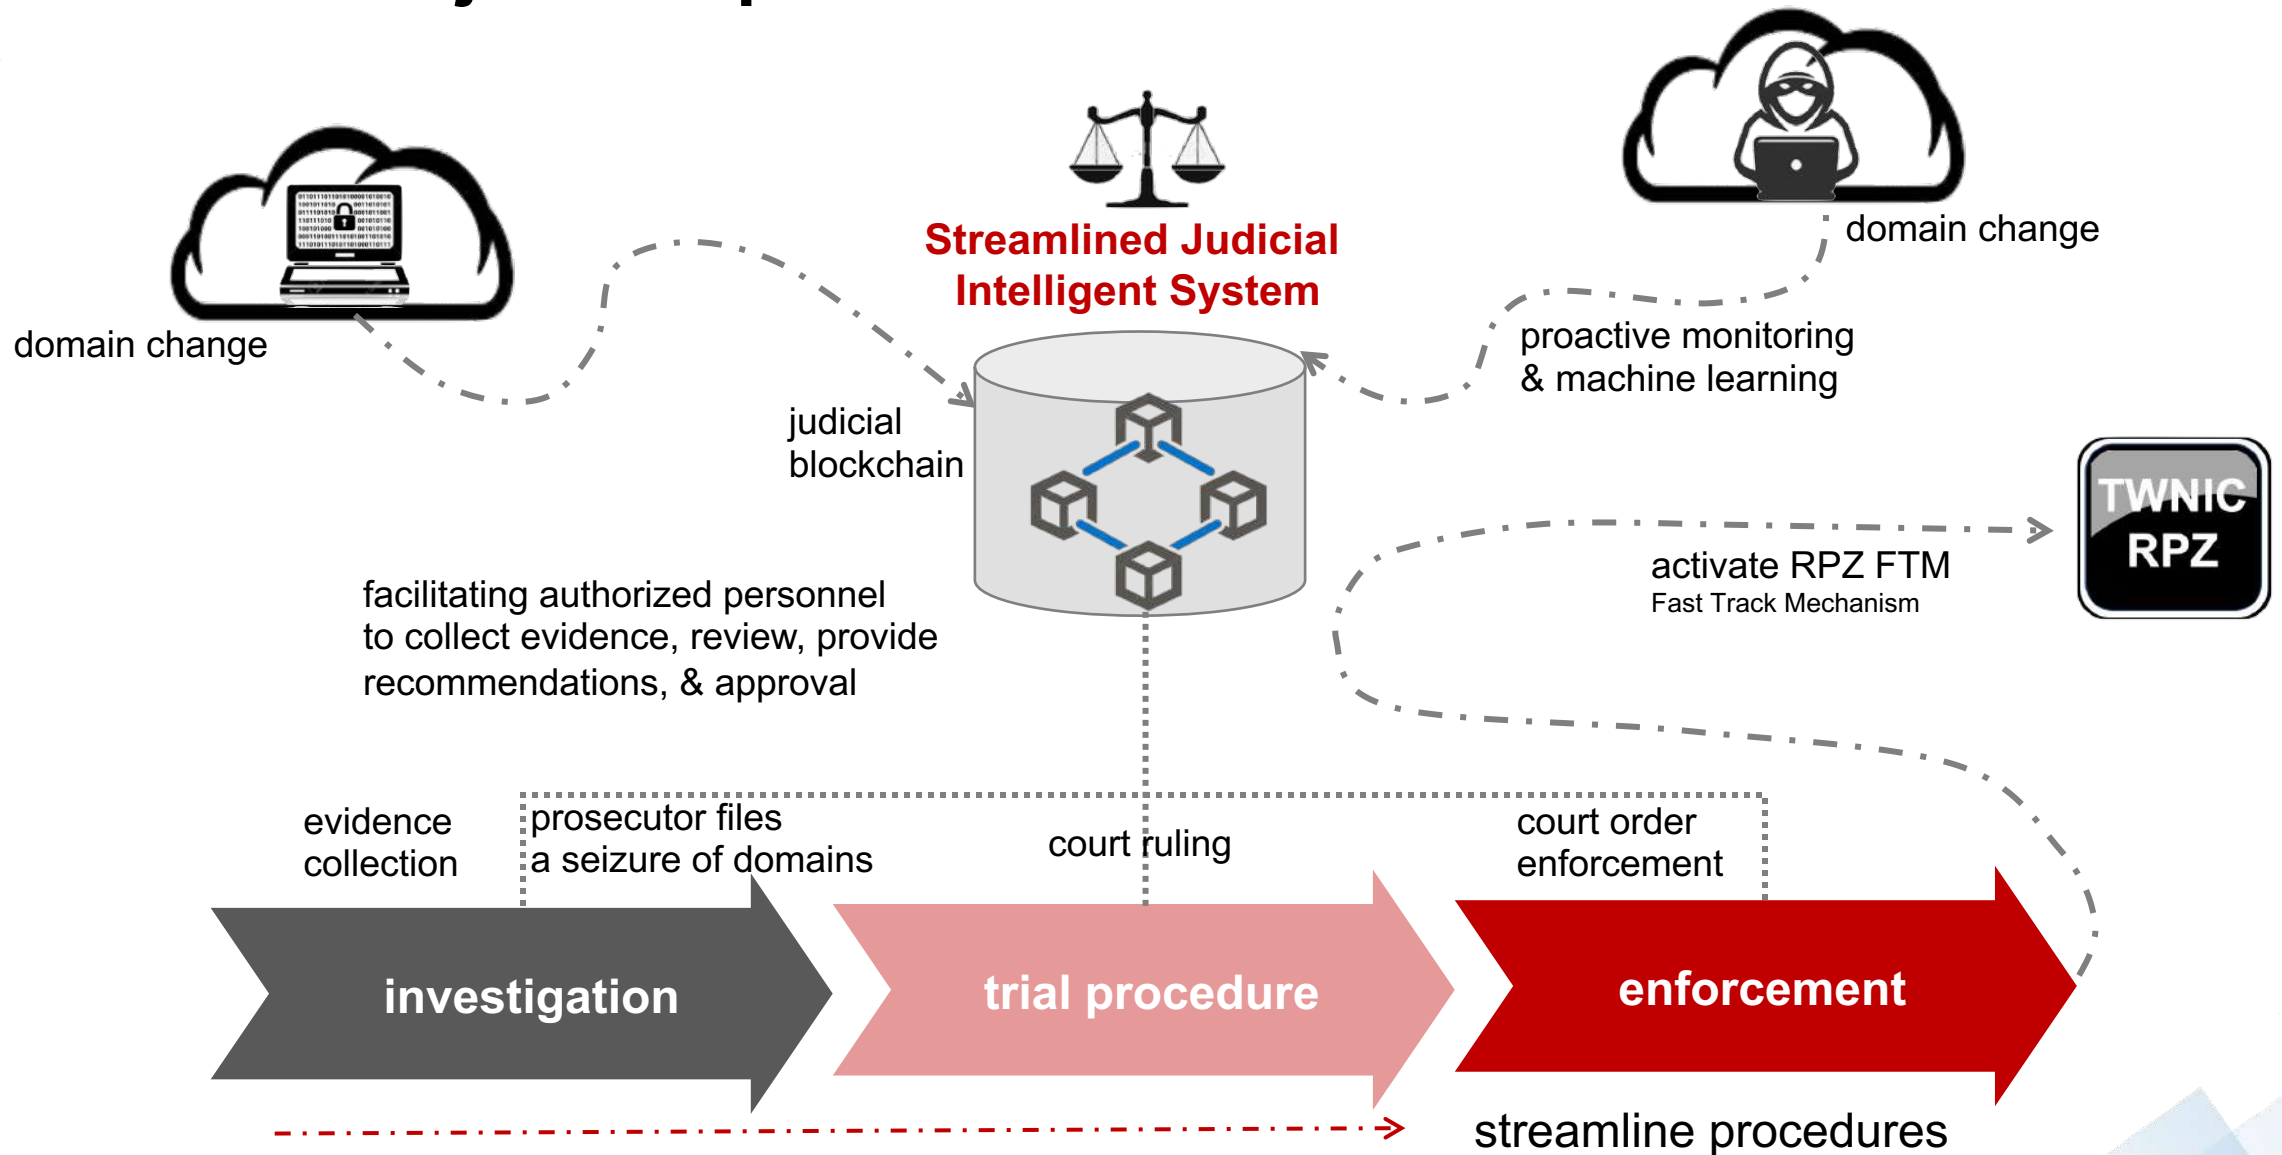 domain change
Streamlined Judicial
Intelligent System
domain change
proactive monitoring
& machine learning
judicial
blockchain
TWNIC
RPZ
activate RPZ FTM
Fast Track Mechanism
facilitating authorized personnel
to collect evidence, review, provide
recommendations, & approval
evidence
collection
prosecutor files
a seizure of domains
court ruling
court order
enforcement
investigation
trial procedure
enforcement
streamline procedures